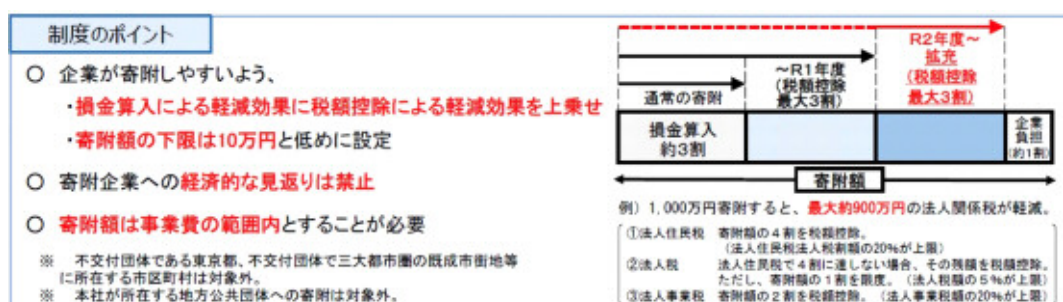 制度のポイント
○ 企業が寄附しやすいよう、
・損金算入による軽減効果に税額控除による軽減効果を上乗せ
・寄附額の下限は10万円と低めに設定
○ 寄附企業への経済的な見返りは禁止
○ 寄附額は事業費の範囲内とすることが必要
※ 不交付団体である東京都、不交付団体で三大都市圏の既成市街地等
に所在する市区町村は対象外。
※ 本社が所在する地方公共団体への寄附は対象外。
通常の寄附
～R1年度
(税額控除
最大3割)
R2年度～
拡充
(税額控除
最大3割)
損金算入
約3割
企業
負担
(約1割)
寄附額
例) 1,000万円寄附すると、最大約900万円の法人関係税が軽減。
①法人住民税 寄附額の4割を税額控除。
(法人住民税法人税割額の20%が上限)
②法人税 法人住民税で4割に達しない場合、その残額を税額控除。
ただし、寄附額の1割を限度。(法人税額の5%が上限)
③法人事業税 寄附額の2割を税額控除。(法人事業税額の20%が上限)